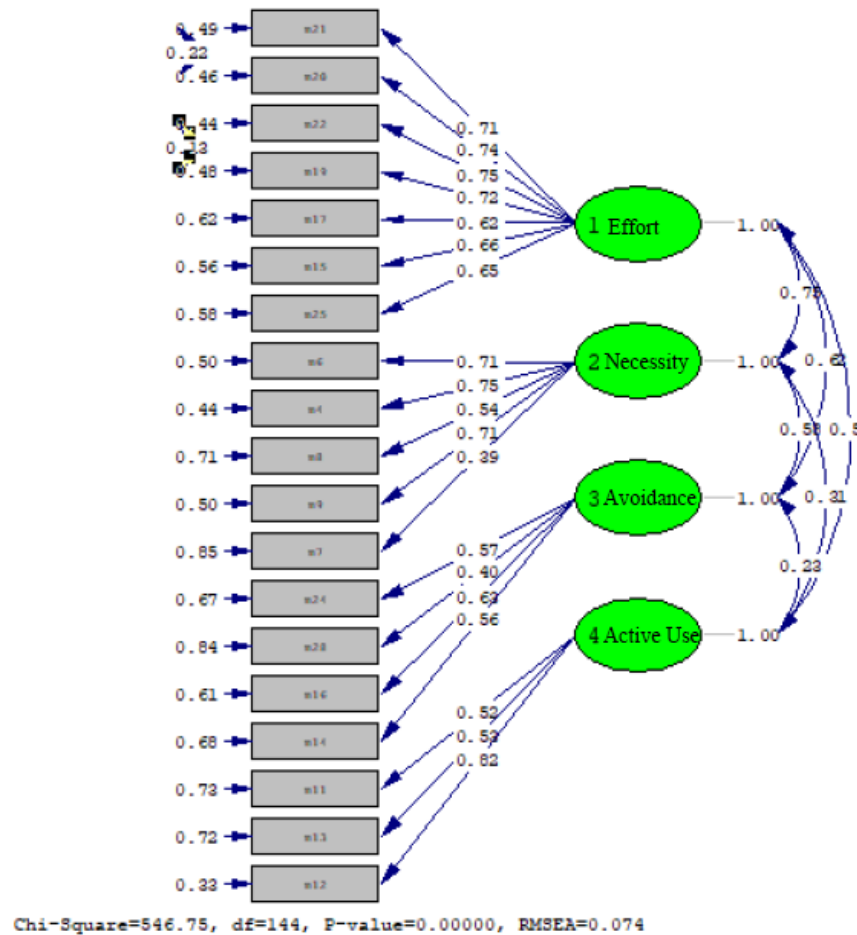 0.49 m21
0.22
0.46 m20
0.44 m22
0.13
0.48 m19
0.62 m17
0.56 m15
0.58 m25
0.50 m6
0.44 m4
0.71 m8
0.50 m9
0.85 m7
0.67 m24
0.84
0.61 m16
0.68 m14
0.73 m11
0.72 m13
0.33 m12
0.71
0.74
0.75
0.72
0.62
0.66
0.65
0.71
0.75
0.54
0.71
0.39
0.57
0.40
0.63
0.56
0.52
0.53
0.82
1 Effort 1.00
2 Necessity 1.00
3 Avoidance 1.00
4 Active Use 1.00
0.62
0.31
0.23
Chi-Square=546.75, df=144, P-value=0.00000, RMSEA=0.074